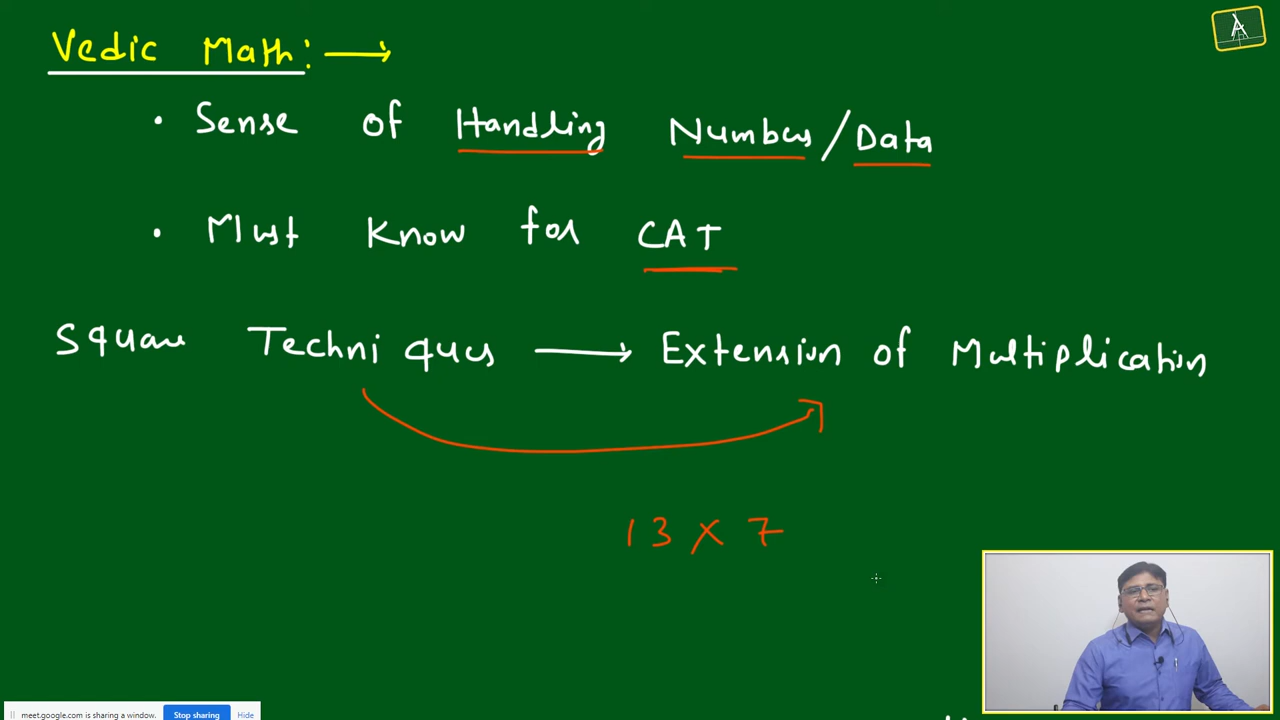 Vedic Math: →
• Sense of Handling Numbers/Data
• Must Know for CAT
Square Techniques → Extension of Multiplication
13 × 7
A
meet.google.com is sharing a window. Stop sharing Hide